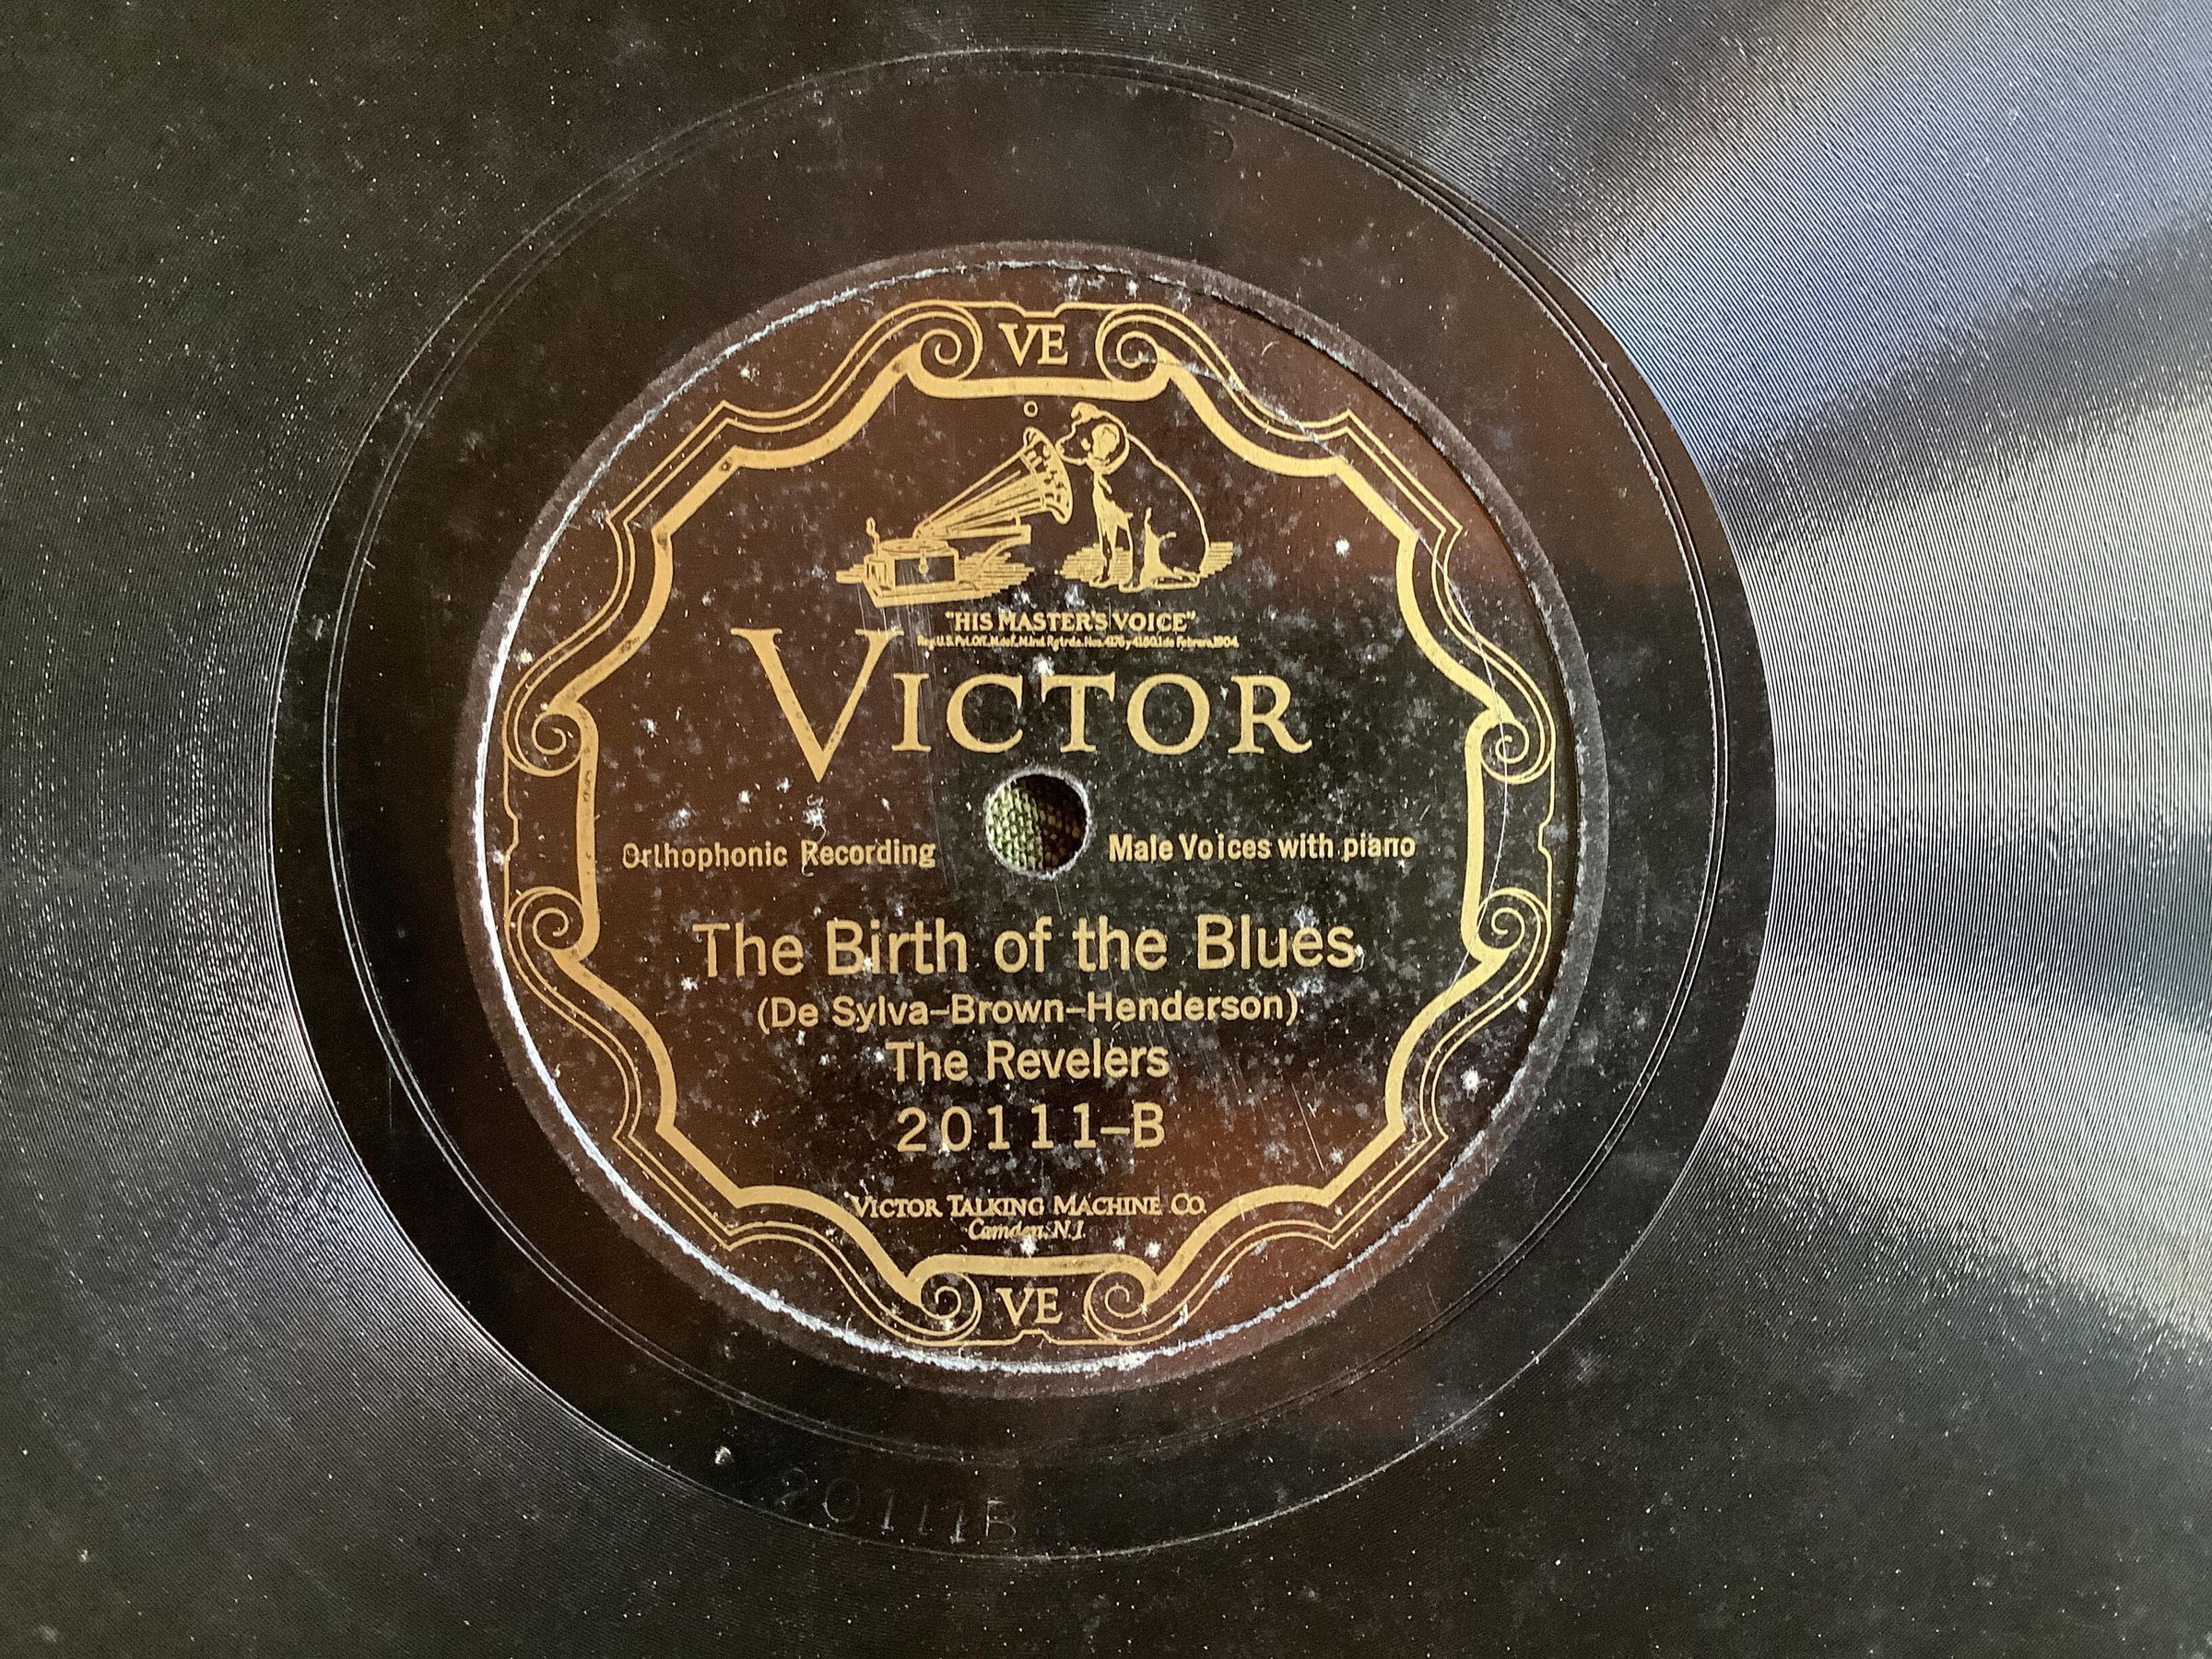 VE
"HIS MASTER'S VOICE"
VICTOR
Orthophonic Recording
Male Voices with piano
The Birth of the Blues
(De Sylva-Brown-Henderson)
The Revelers
20111-B
VICTOR TALKING MACHINE CO.
Camden, N.J.
VE
20111B